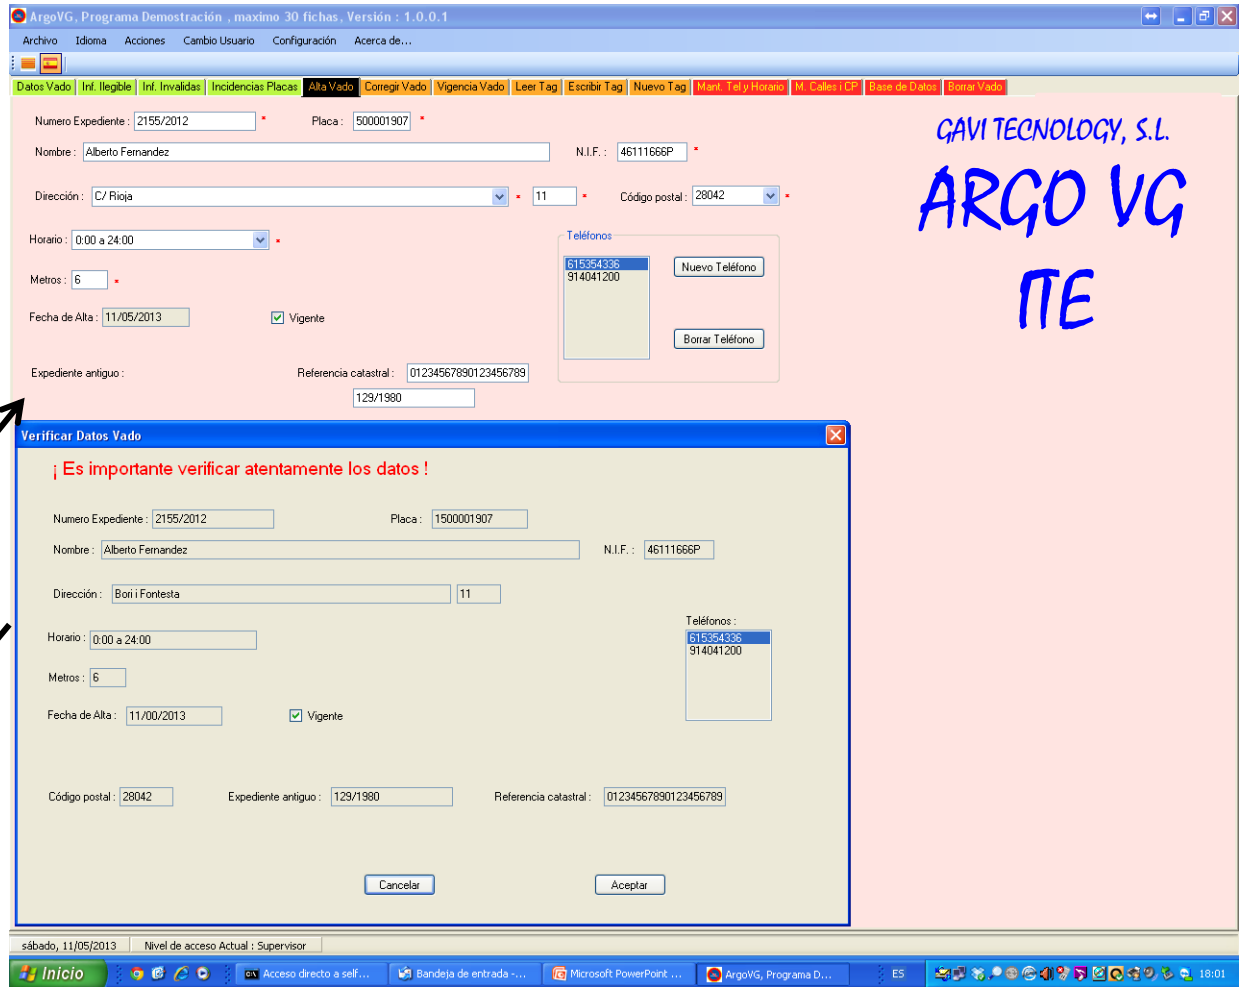 ArgoVG, Programa Demostración , maximo 30 fichas, Versión : 1.0.0.1
Archivo Idioma Acciones Cambio Usuario Configuración Acerca de...
Datos Vado Inf. Ilegible Inf. Invalidas Incidencias Placas Alta Vado Corregir Vado Vigencia Vado Leer Tag Escribir Tag Nuevo Tag Mant. Tel y Horario M. Calles i CP Base de Datos Borrar Vado
Numero Expediente : 2155/2012 * Placa : 500001907 *
GAVI TECNOLOGY, S.L.
Nombre : Alberto Fernandez N.I.F. : 46111666P *
ARGO VG
Dirección : C/ Rioja * 11 * Código postal : 28042 *
Horario : 0:00 a 24:00 * Teléfonos
615354336 Nuevo Teléfono
914041200
Metros : 6 *
ITE
Fecha de Alta : 11/05/2013 Vigente
Borrar Teléfono
Expediente antiguo : Referencia catastral : 01234567890123456789
129/1980
Verificar Datos Vado
¡ Es importante verificar atentamente los datos !
Numero Expediente : 2155/2012 Placa : 1500001907
Nombre : Alberto Fernandez N.I.F. : 46111666P
Dirección : Bori i Fontesta 11
Teléfonos :
Horario : 0:00 a 24:00 615354336
914041200
Metros : 6
Fecha de Alta : 11/00/2013 Vigente
Código postal : 28042 Expediente antiguo : 129/1980 Referencia catastral : 01234567890123456789
Cancelar Aceptar
sábado, 11/05/2013 Nivel de acceso Actual : Supervisor
Inicio Acceso directo a self... Bandeja de entrada -... Microsoft PowerPoint ... ArgoVG, Programa D... ES 18:01